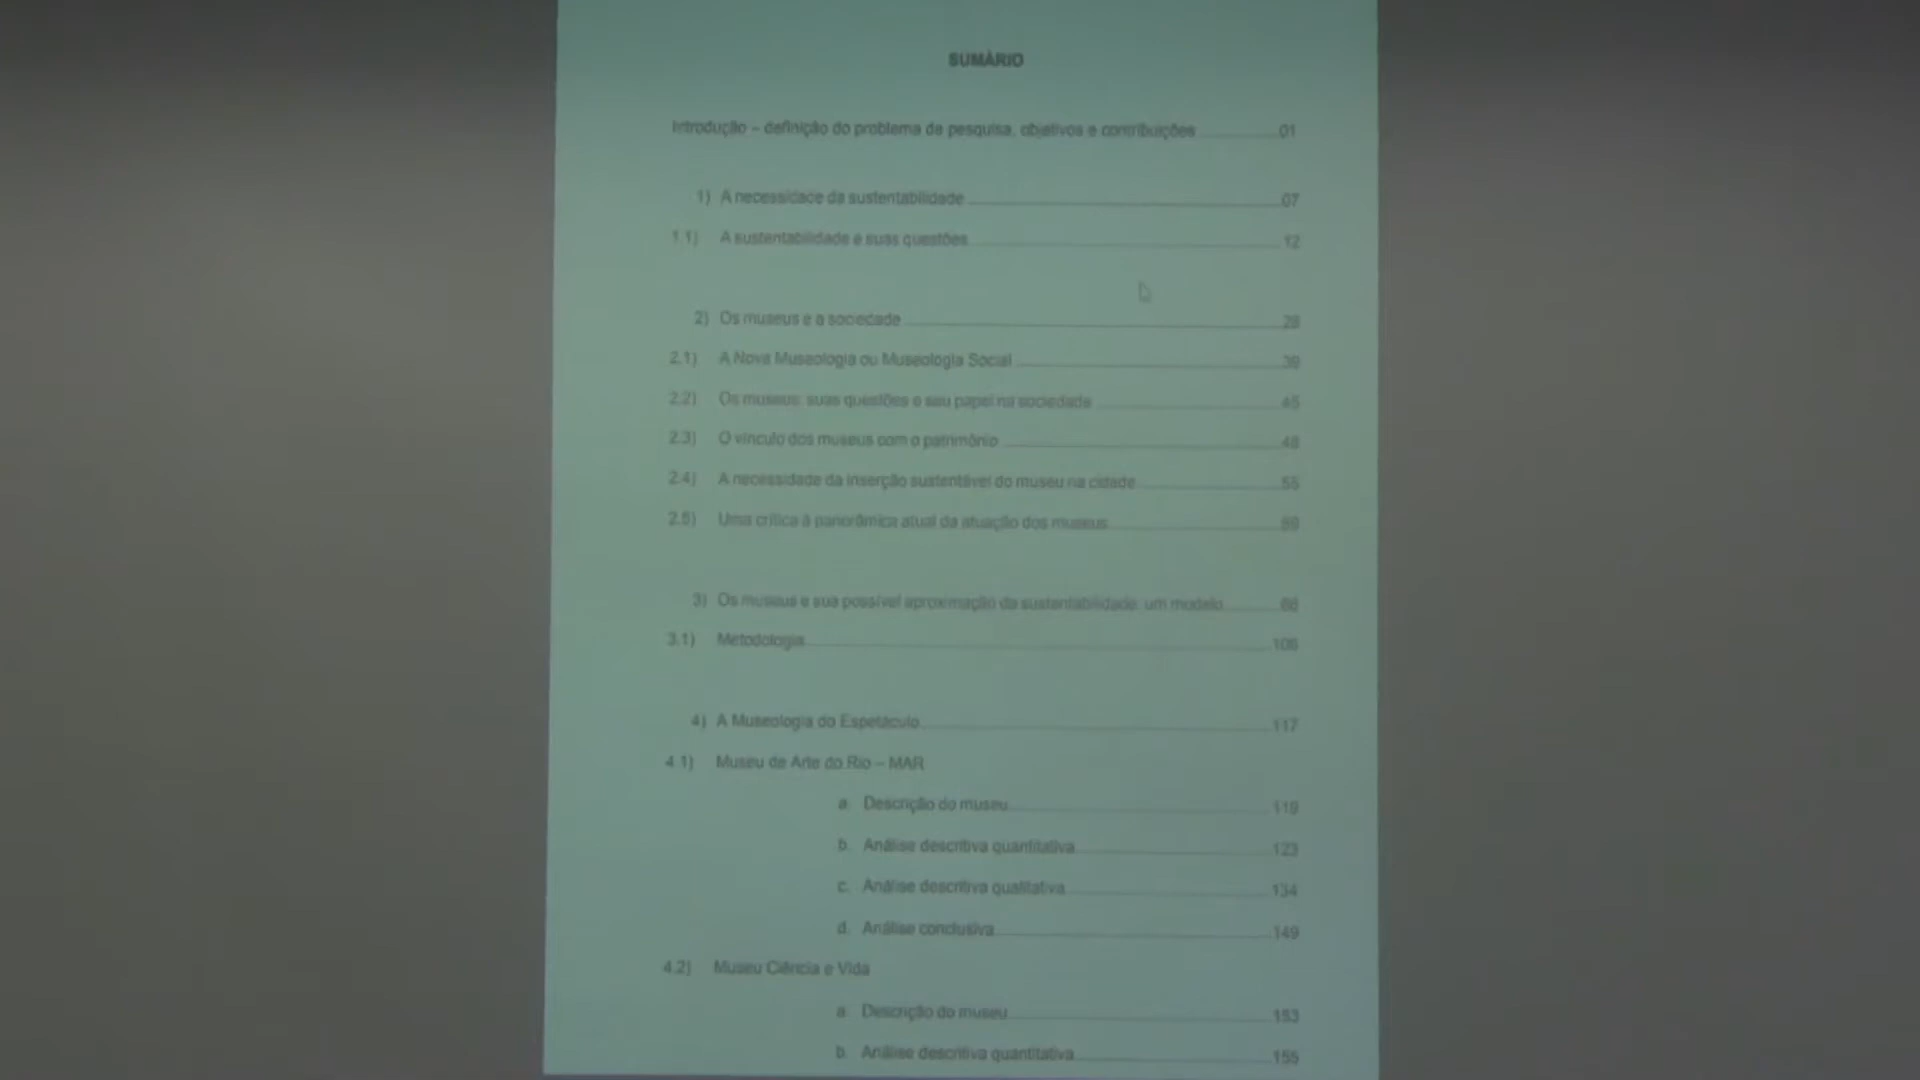 SUMÁRIO
Introdução – definição do problema de pesquisa, objetivos e contribuições 01
1) A necessidade da sustentabilidade 07
1.1) A sustentabilidade e suas questões 12
2) Os museus e a sociedade 28
2.1) A Nova Museologia ou Museologia Social 39
2.2) Os museus: suas questões e seu papel na sociedade 45
2.3) O vínculo dos museus com o patrimônio 48
2.4) A necessidade da inserção sustentável do museu na cidade 55
2.5) Uma crítica à panorâmica atual da atuação dos museus
3) Os museus e sua possível aproximação da sustentabilidade: um modelo
3.1) Metodologia 106
4) A Museologia do Espetáculo 117
4.1) Museu de Arte do Rio – MAR
a. Descrição do museu 119
b. Análise descritiva quantitativa 123
c. Análise descritiva qualitativa 134
d. Análise conclusiva 149
4.2) Museu Ciência e Vida
a. Descrição do museu 153
b. Análise descritiva quantitativa 155